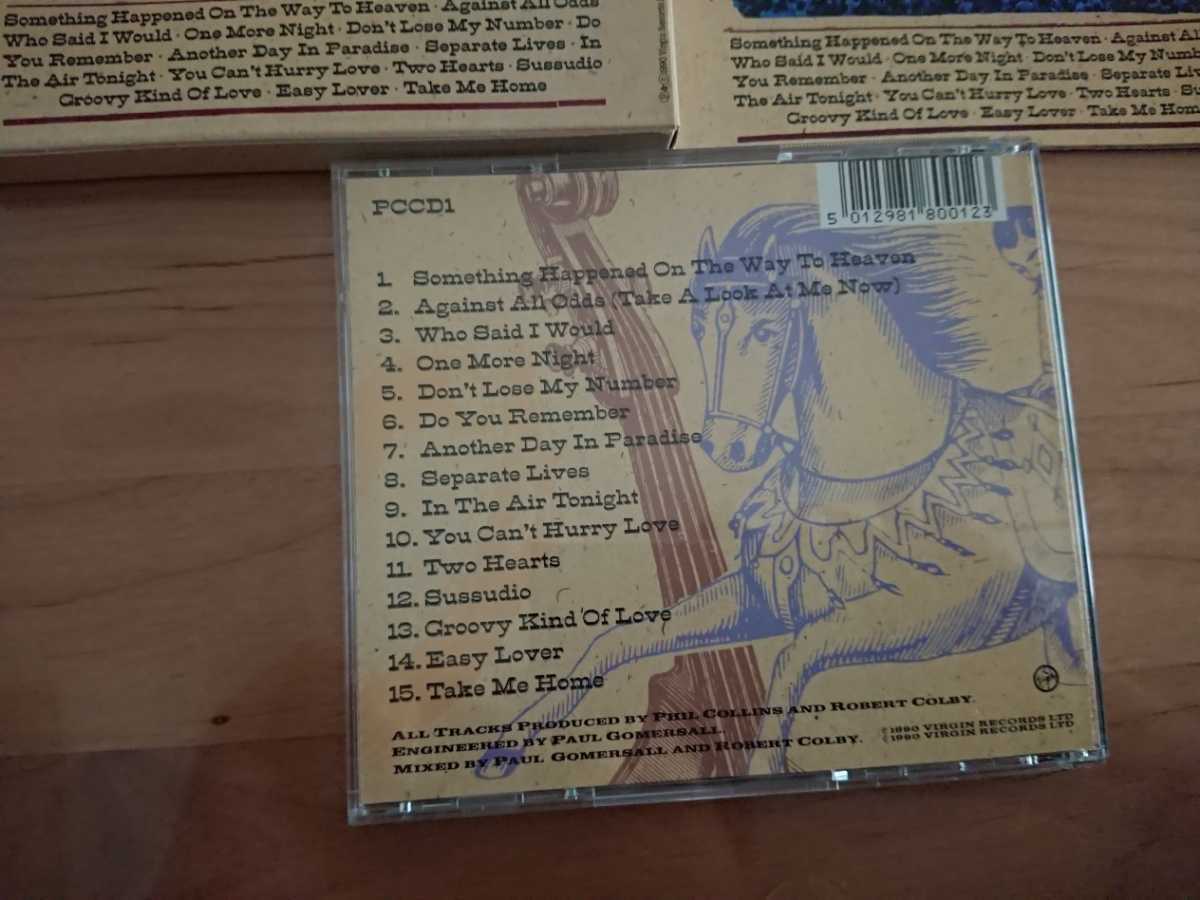 Something Happened On The Way To Heaven · Against All Odds
Who Said I Would · One More Night · Don't Lose My Number · Do
You Remember · Another Day In Paradise · Separate Lives · In
The Air Tonight · You Can't Hurry Love · Two Hearts · Sussudio
Groovy Kind Of Love · Easy Lover · Take Me Home
Something Happened On The Way To Heaven · Against All
Who Said I Would · One More Night · Don't Lose My
You Remember · Another Day In Paradise · Separate
The Air Tonight · You Can't Hurry Love · Two Hearts ·
Groovy Kind Of Love · Easy Lover · Take Me
PCCD1
5 012981 800123
1. Something Happened On The Way To Heaven
2. Against All Odds (Take A Look At Me Now)
3. Who Said I Would
4. One More Night
5. Don't Lose My Number
6. Do You Remember
7. Another Day In Paradise
8. Separate Lives
9. In The Air Tonight
10. You Can't Hurry Love
11. Two Hearts
12. Sussudio
13. Groovy Kind Of Love
14. Easy Lover
15. Take Me Home
All Tracks Produced by Phil Collins and Robert Colby.
Engineered by Paul Gomersall.
Mixed by Paul Gomersall and Robert Colby.
℗ 1990 VIRGIN RECORDS LTD
© 1990 VIRGIN RECORDS LTD